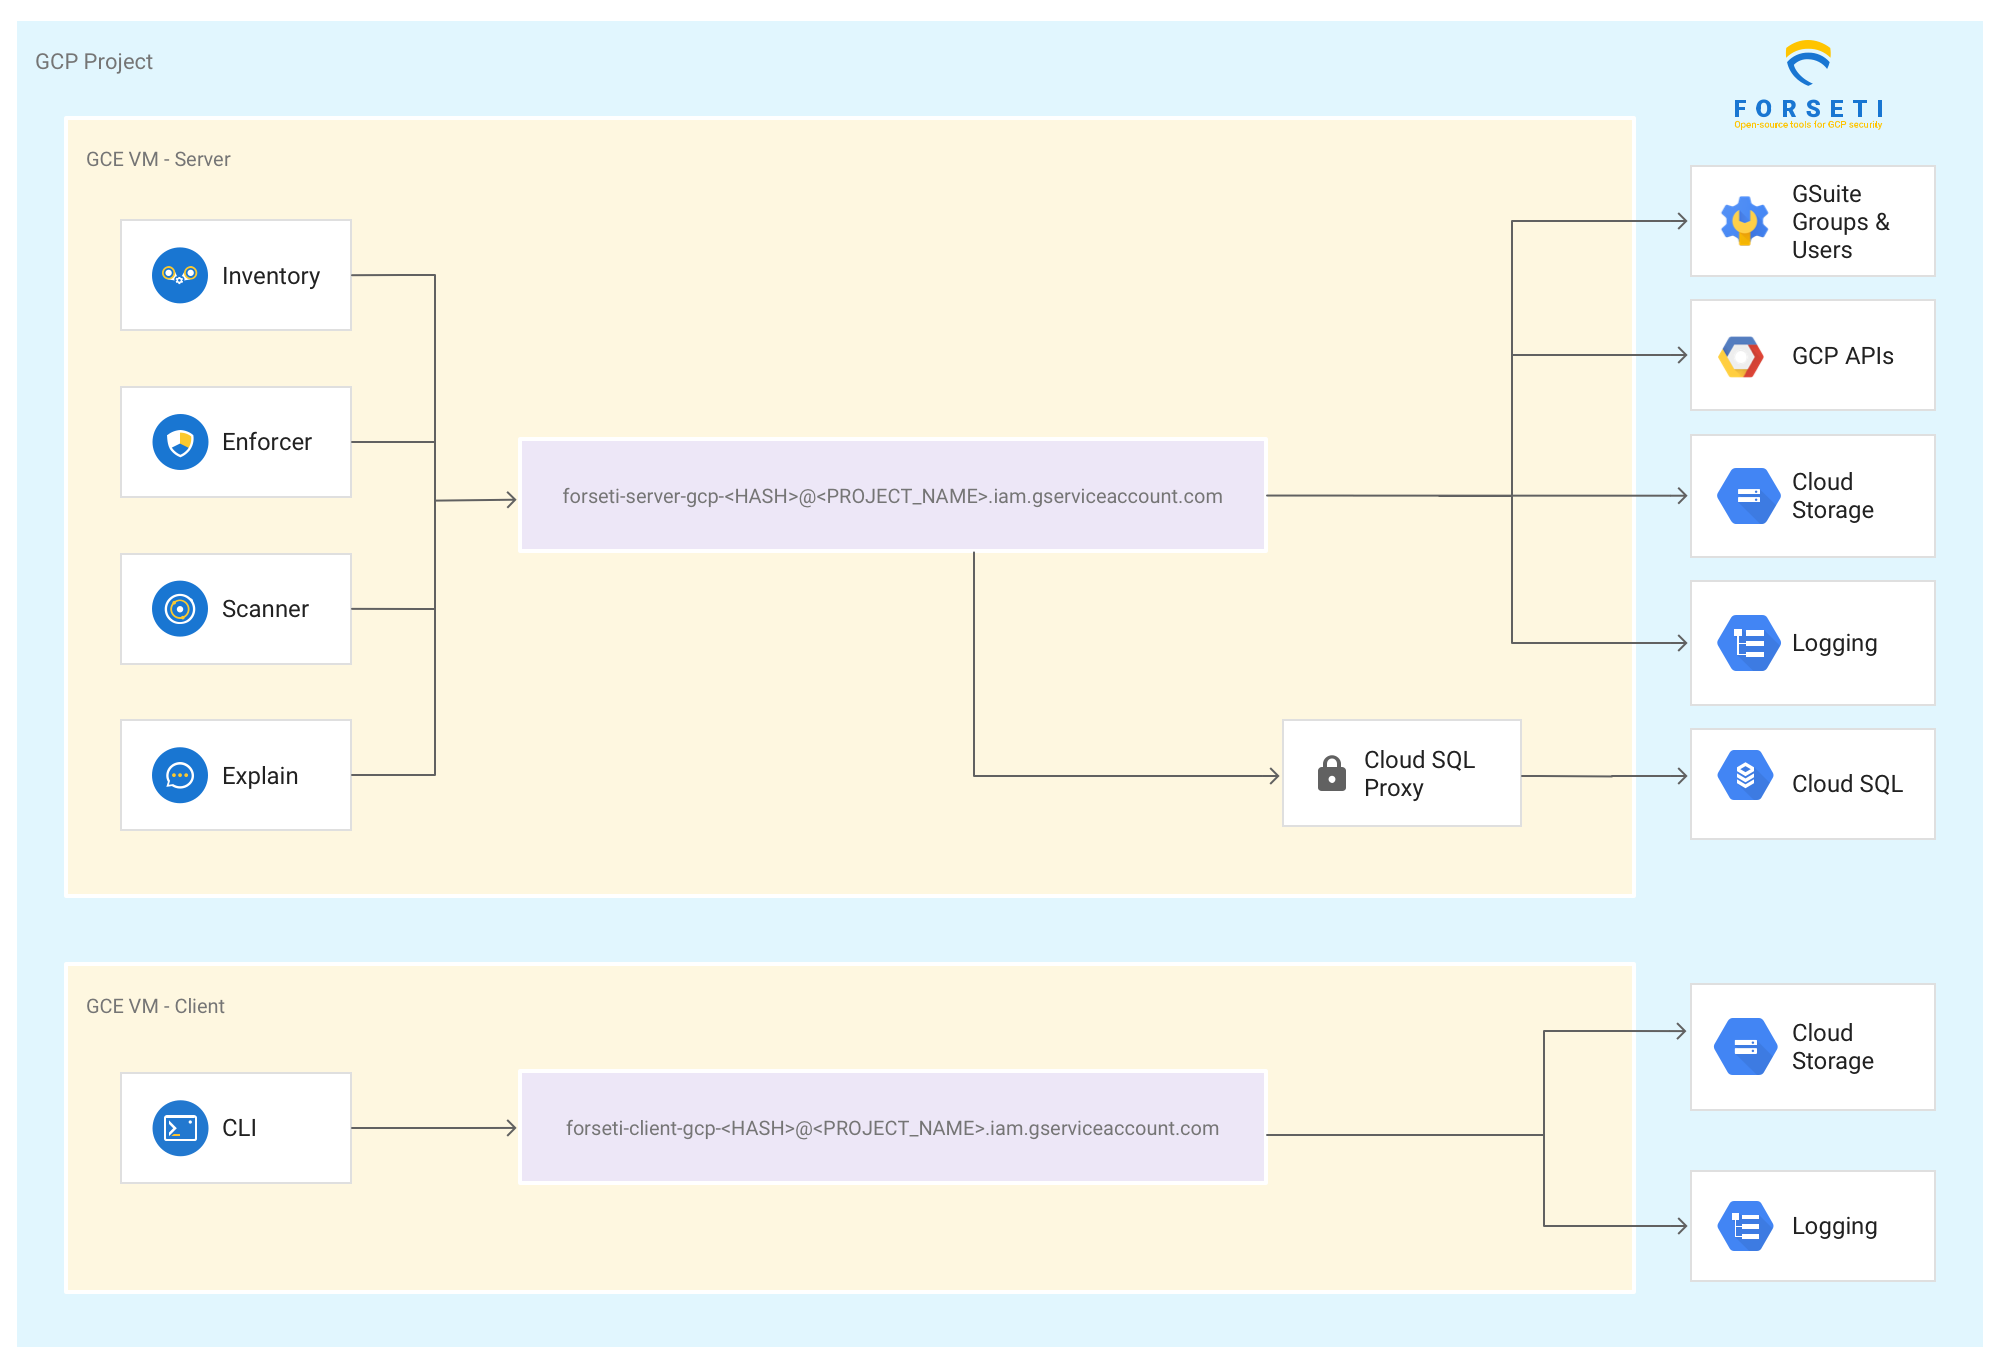 GCP Project
FORSETI
Open-source tools for GCP security
GCE VM - Server
Inventory
Enforcer
Scanner
Explain
forseti-server-gcp-<HASH>@<PROJECT_NAME>.iam.gserviceaccount.com
Cloud SQL
Proxy
GSuite
Groups &
Users
GCP APIs
Cloud
Storage
Logging
Cloud SQL
GCE VM - Client
CLI
forseti-client-gcp-<HASH>@<PROJECT_NAME>.iam.gserviceaccount.com
Cloud
Storage
Logging